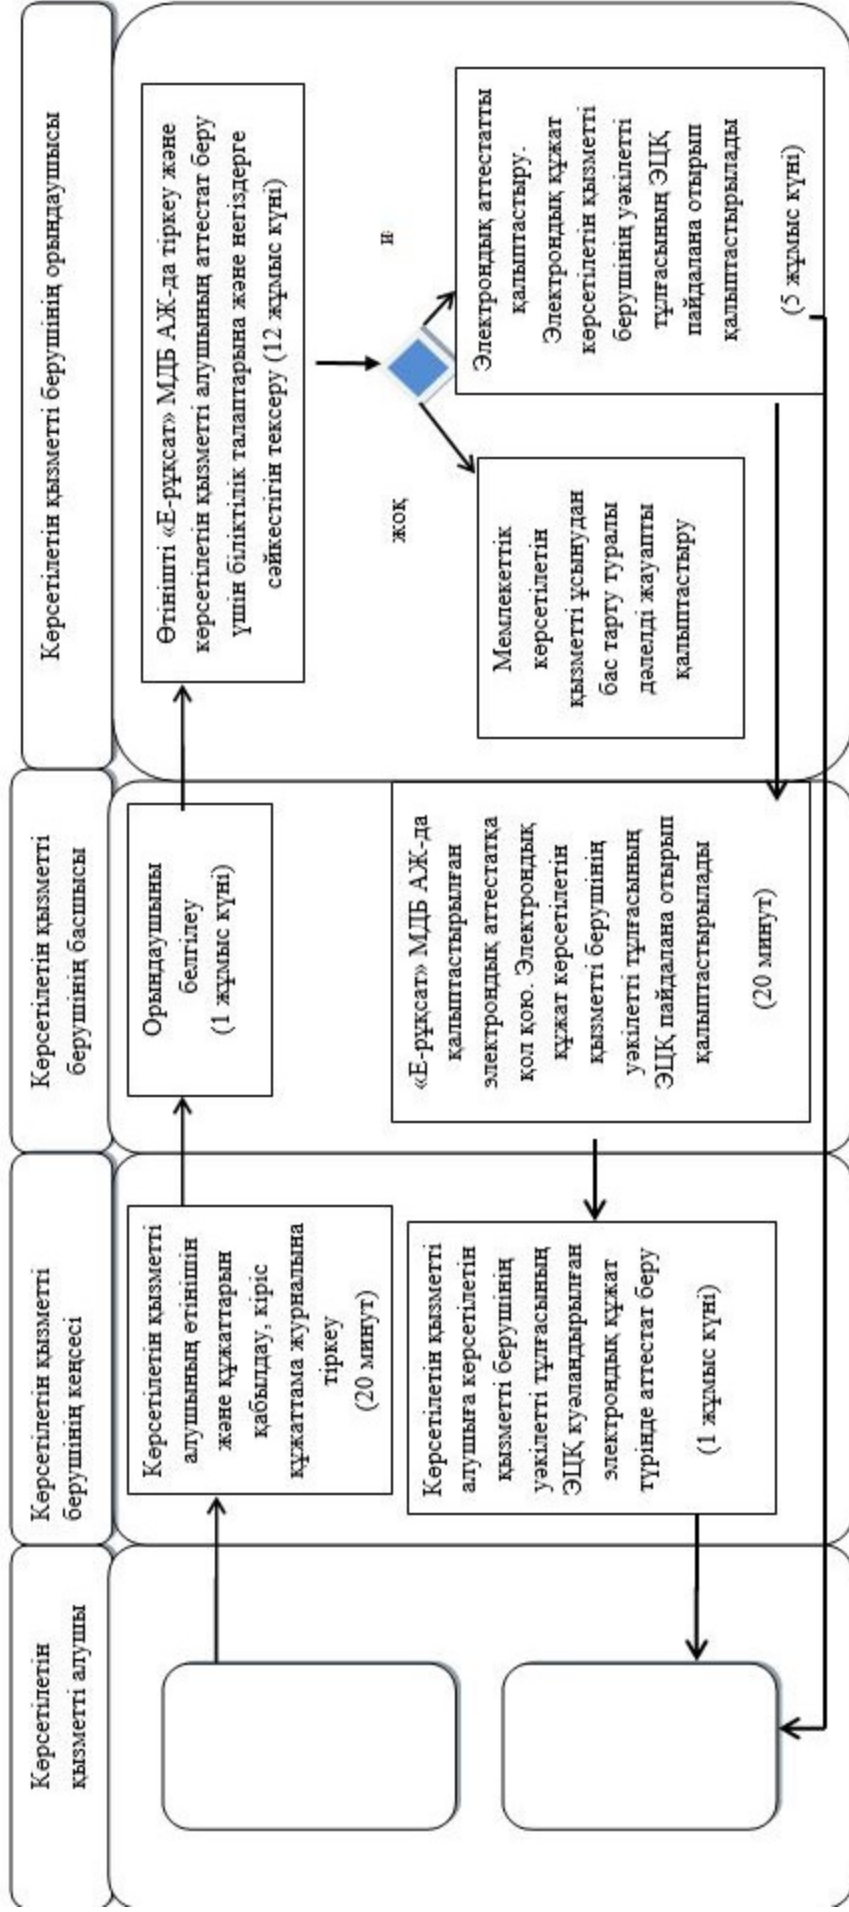 Көрсетілетін
қызметті алушы
Көрсетілетін қызметті
берушінің кеңсесі
Көрсетілетін қызметті
берушінің басшысы
Көрсетілетін қызметті берушінің орындаушысы
Көрсетілетін қызметті
алушының өтінішін
және құжаттарын
қабылдау, кіріс
құжаттама журналына
тіркеу
(20 минут)
Орындаушыны
белгілеу
(1 жұмыс күні)
Өтінішті «Е-рұқсат» МДБ АЖ-да тіркеу және
көрсетілетін қызметті алушының аттестат беру
үшін біліктілік талаптарына және негіздерге
сәйкестігін тексеру (12 жұмыс күні)
жоқ
Мемлекеттік
көрсетілетін
қызметті ұсынудан
бас тарту туралы
дәлелді жауапты
қалыптастыру
Электрондық аттестатты
қалыптастыру.
Электрондық құжат
көрсетілетін қызметті
берушінің уәкілетті
тұлғасының ЭЦҚ
пайдалана отырып
қалыптастырылады
(5 жұмыс күні)
«Е-рұқсат» МДБ АЖ-да
қалыптастырылған
электрондық аттестатқа
қол қою. Электрондық
құжат көрсетілетін
қызметті берушінің
уәкілетті тұлғасының
ЭЦҚ пайдалана отырып
қалыптастырылады
(20 минут)
Көрсетілетін қызметті
алушыға көрсетілетін
қызметті берушінің
уәкілетті тұлғасының
ЭЦҚ куәландырылған
электрондық құжат
түрінде аттестат беру
(1 жұмыс күні)